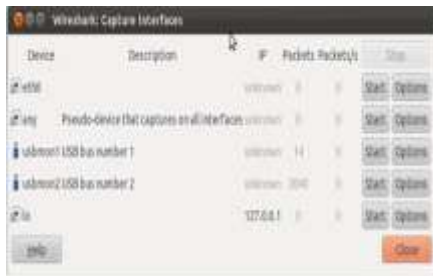 Wireshark: Capture Interfaces
Device Description IP Packets Packets/s Stop
eth0 unknown 0 0 Start Options
any Pseudo-device that captures on all interfaces unknown 0 0 Start Options
usbmon1 USB bus number 1 unknown 14 0 Start Options
usbmon2 USB bus number 2 unknown 0 Start Options
lo 127.0.0.1 0 0 Start Options
Help Close